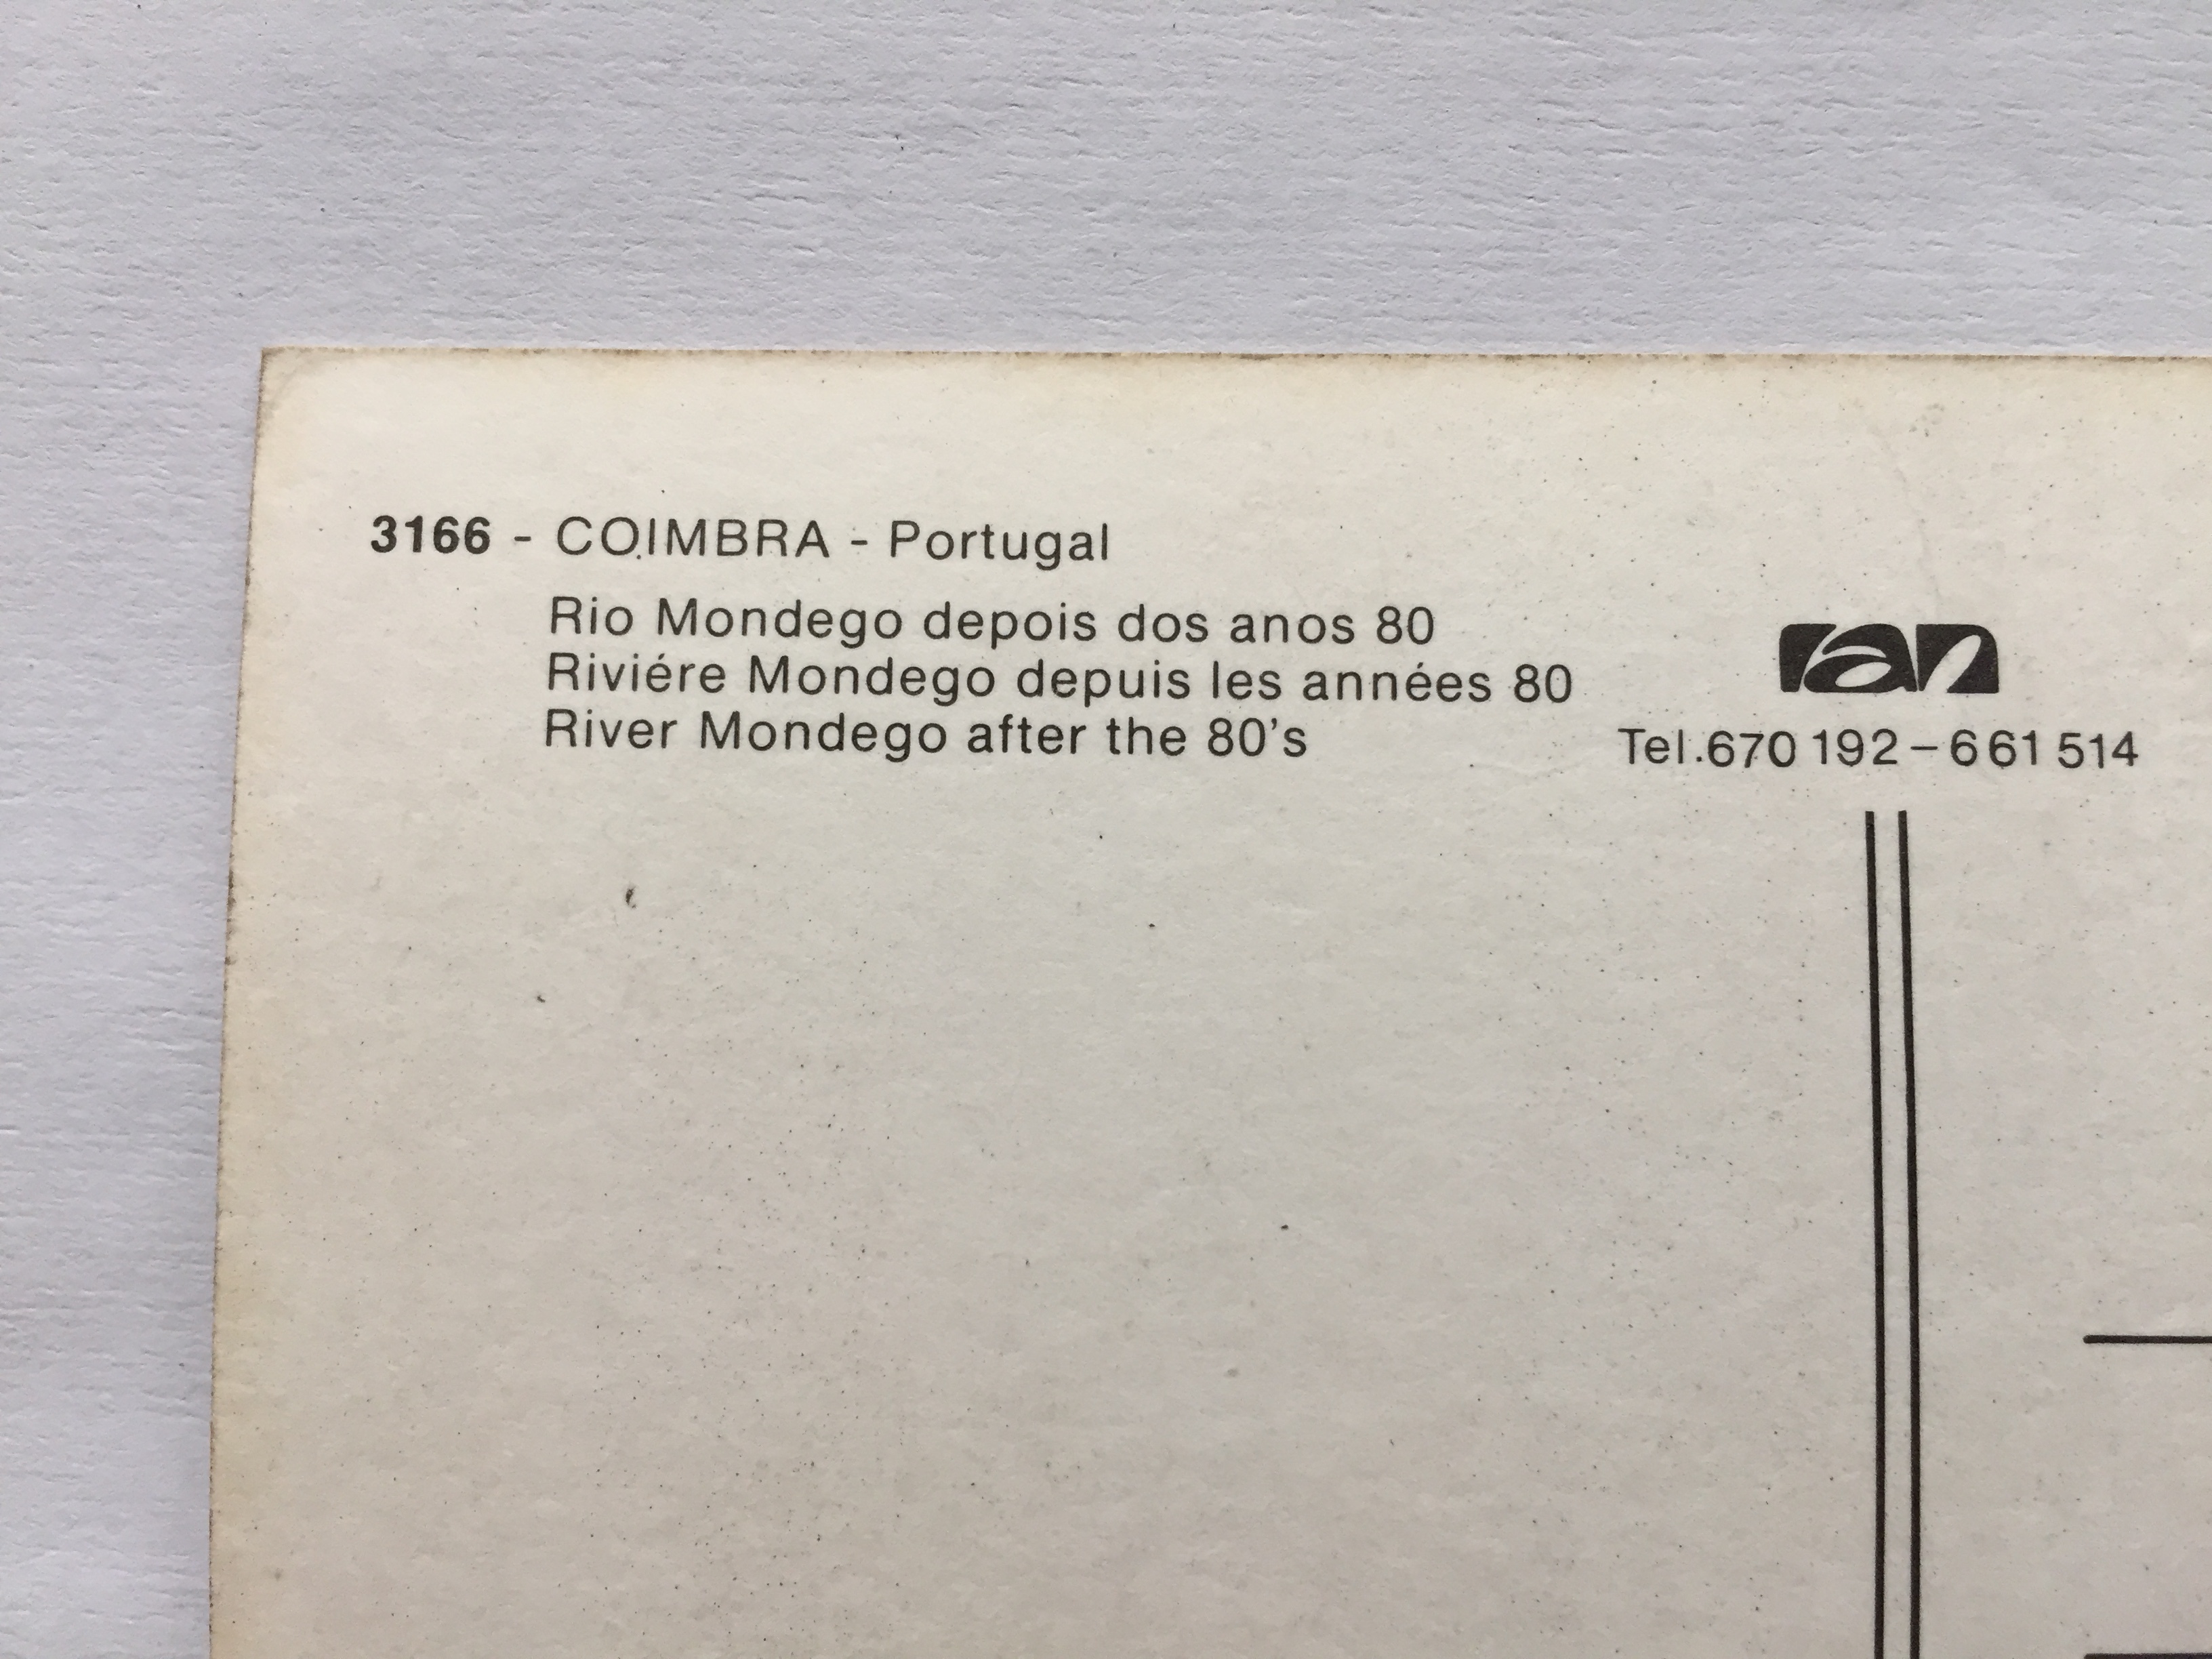 3166 - COIMBRA - Portugal
Rio Mondego depois dos anos 80
Riviére Mondego depuis les années 80
River Mondego after the 80's
ran
Tel.670 192-661 514